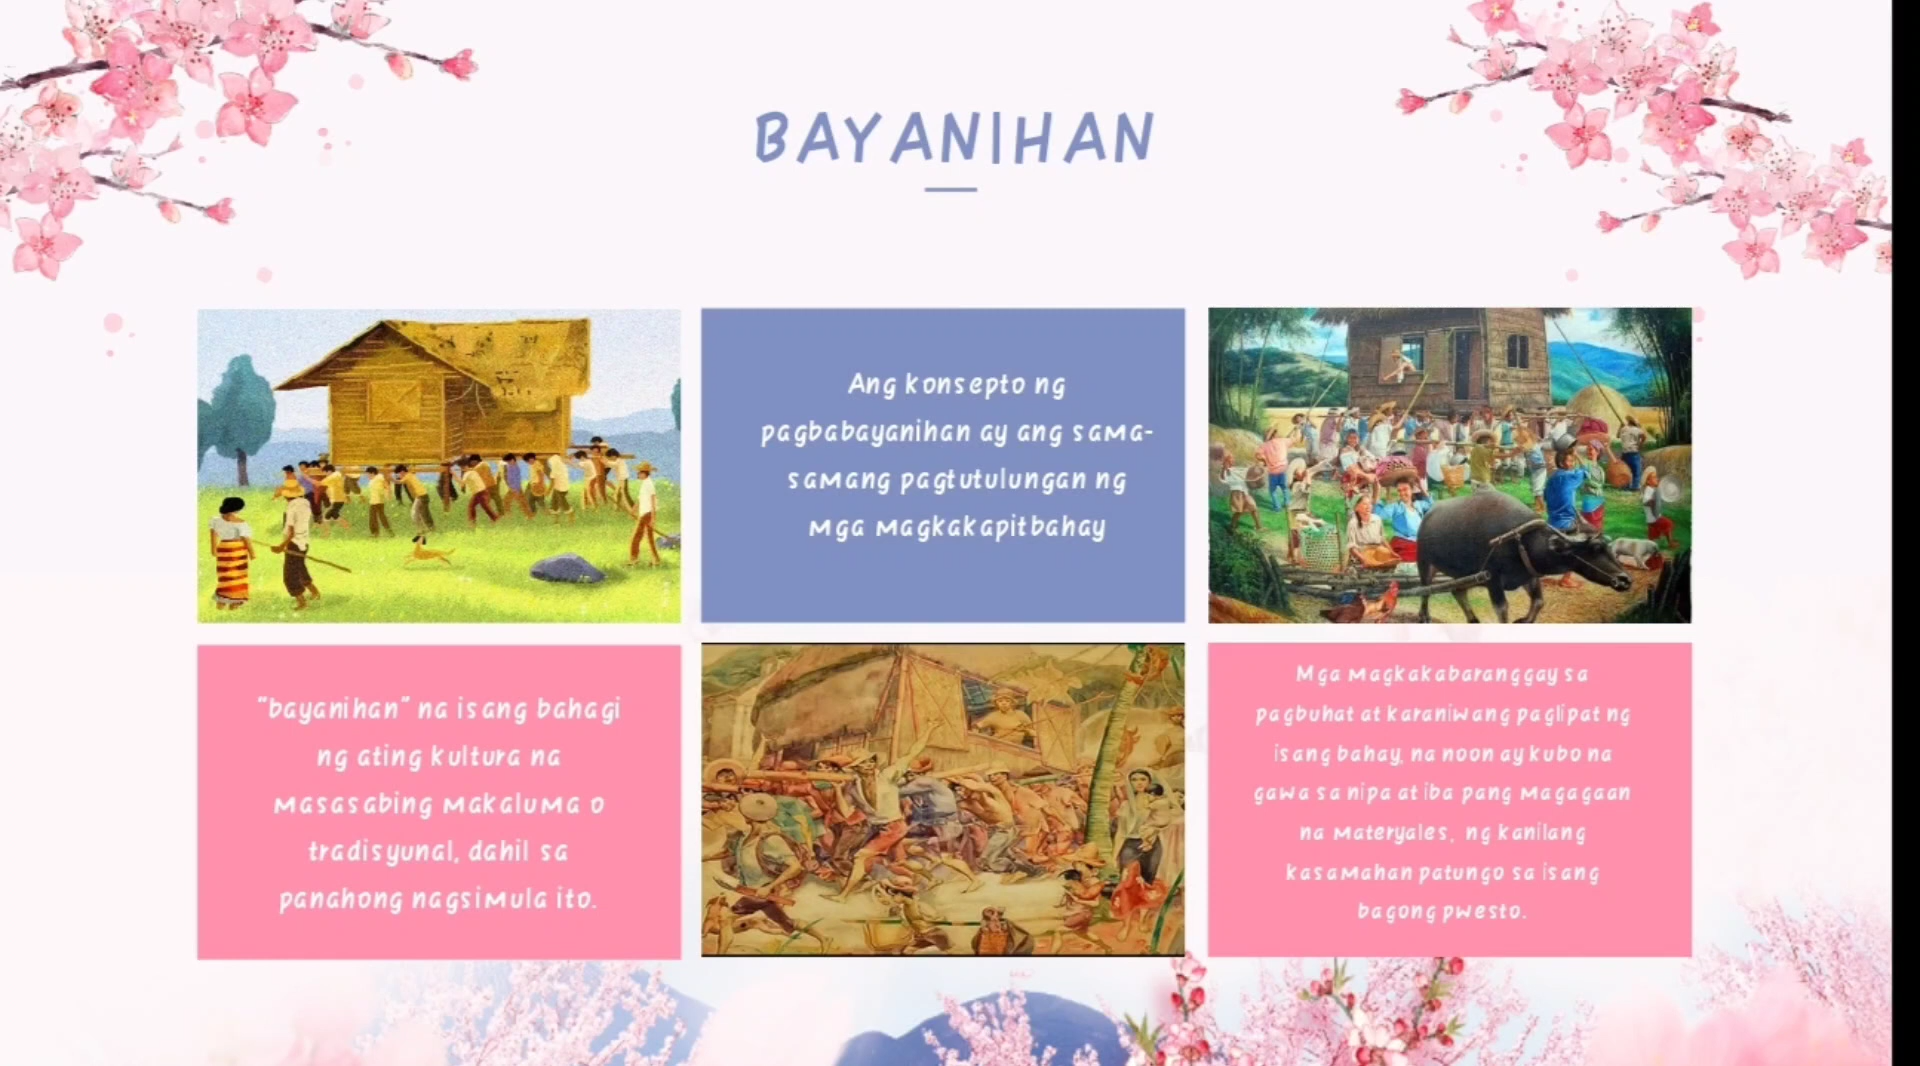 BAYANIHAN
Ang konsepto ng
pagbabayanihan ay ang sama-
samang pagtutulungan ng
mga magkakapitbahay
"bayanihan" na isang bahagi
ng ating kultura na
masasabing makaluma o
tradisyunal, dahil sa
panahong nagsimula ito.
Mga magkakabaranggay sa
pagbuhat at karaniwang paglipat ng
isang bahay, na noon ay kubo na
gawa sa nipa at iba pang magagaan
na materyales, ng kanilang
kasamahan patungo sa isang
bagong pwesto.